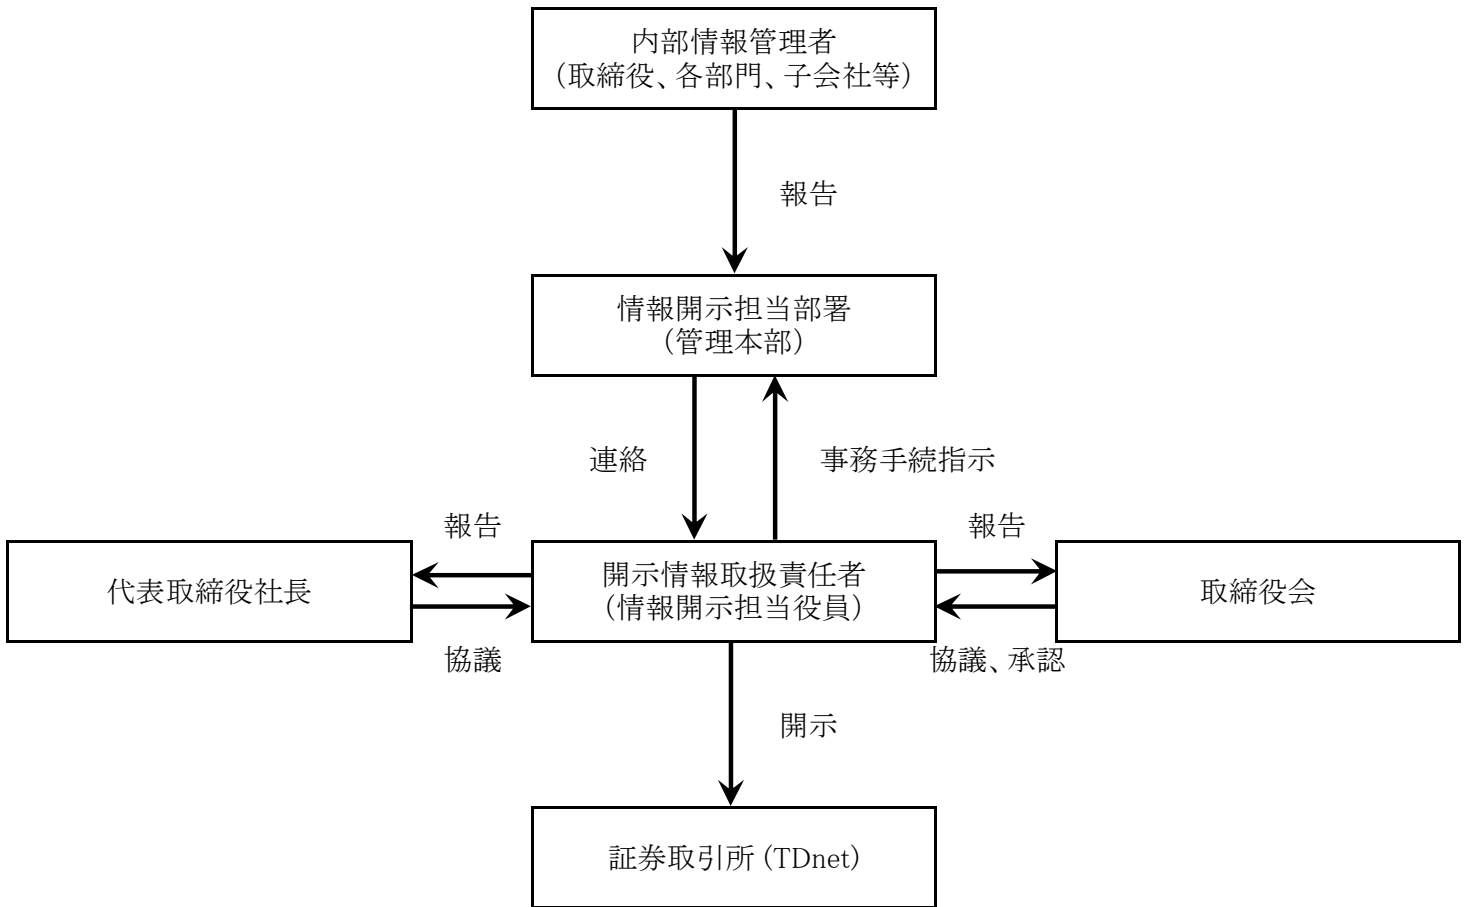 内部情報管理者
（取締役、各部門、子会社等）
報告
情報開示担当部署
（管理本部）
連絡
事務手続指示
報告
報告
代表取締役社長
開示情報取扱責任者
（情報開示担当役員）
取締役会
協議
協議、承認
開示
証券取引所（TDnet）